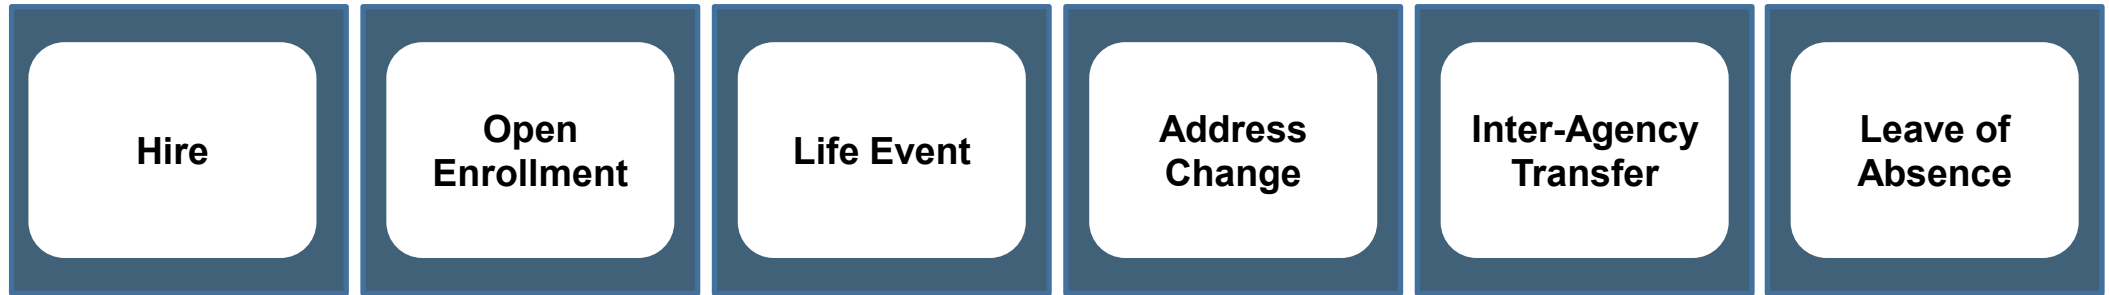 Hire
Open
Enrollment
Life Event
Address
Change
Inter-Agency
Transfer
Leave of
Absence